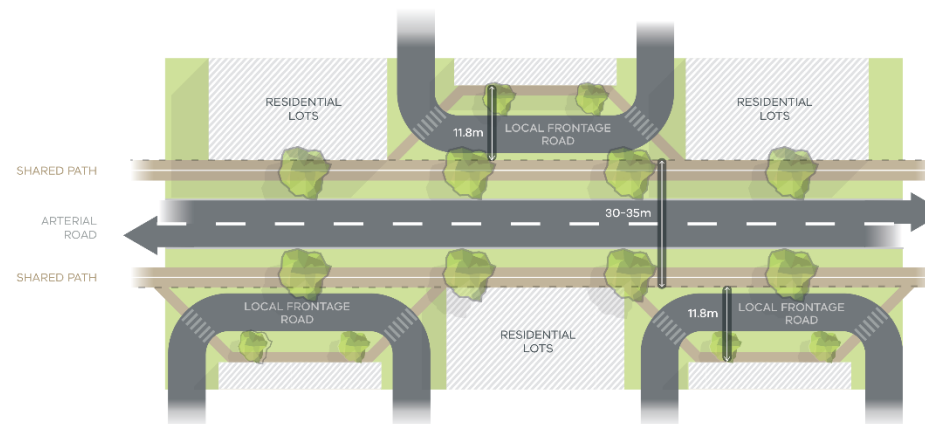 RESIDENTIAL
LOTS
11.8m
LOCAL FRONTAGE
ROAD
RESIDENTIAL
LOTS
SHARED PATH
30-35m
ARTERIAL
ROAD
SHARED PATH
LOCAL FRONTAGE
ROAD
11.8m
LOCAL FRONTAGE
ROAD
RESIDENTIAL
LOTS